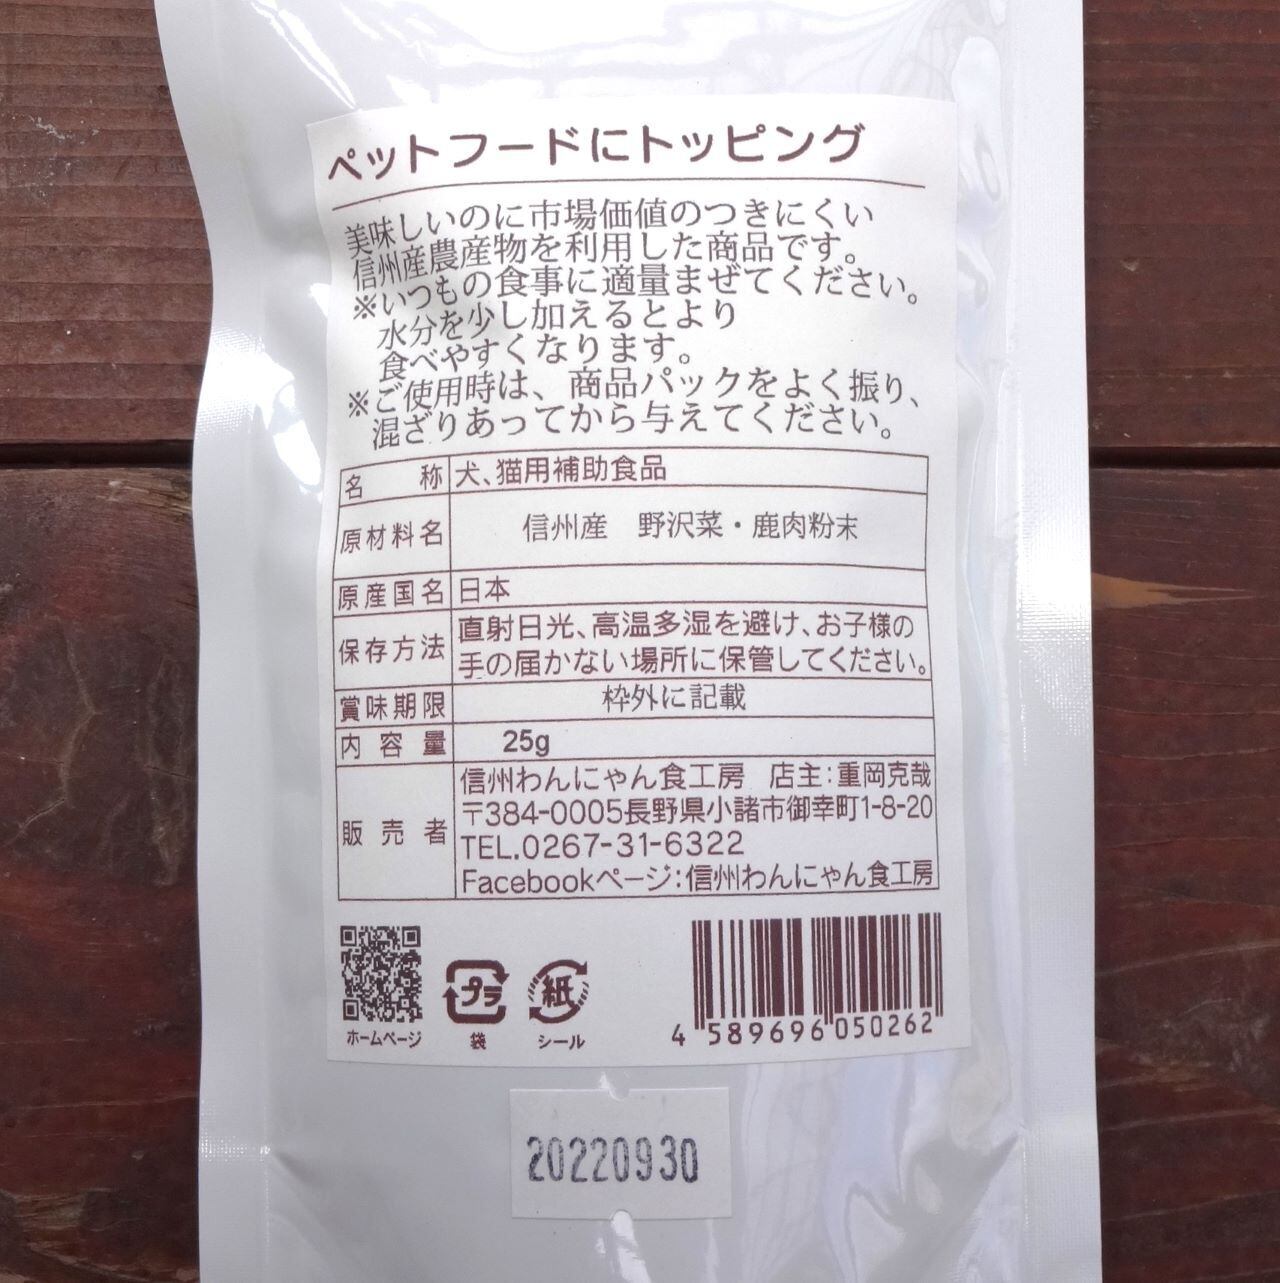 ペットフードにトッピング
美味しいのに市場価値のつきにくい
信州産農産物を利用した商品です。
※いつもの食事に適量まぜてください。
水分を少し加えるとより
食べやすくなります。
※ご使用時は、商品パックをよく振り、
混ざりあってから与えてください。
名称 犬、猫用補助食品
原材料名 信州産 野沢菜・鹿肉粉末
原産国名 日本
保存方法 直射日光、高温多湿を避け、お子様の
手の届かない場所に保管してください。
賞味期限 枠外に記載
内容量 25g
販売者 信州わんにゃん食工房 店主:重岡克哉
〒384-0005長野県小諸市御幸町1-8-20
TEL.0267-31-6322
Facebookページ:信州わんにゃん食工房
ホームページ
プラ
袋
紙
シール
4 589696 050262
20220930